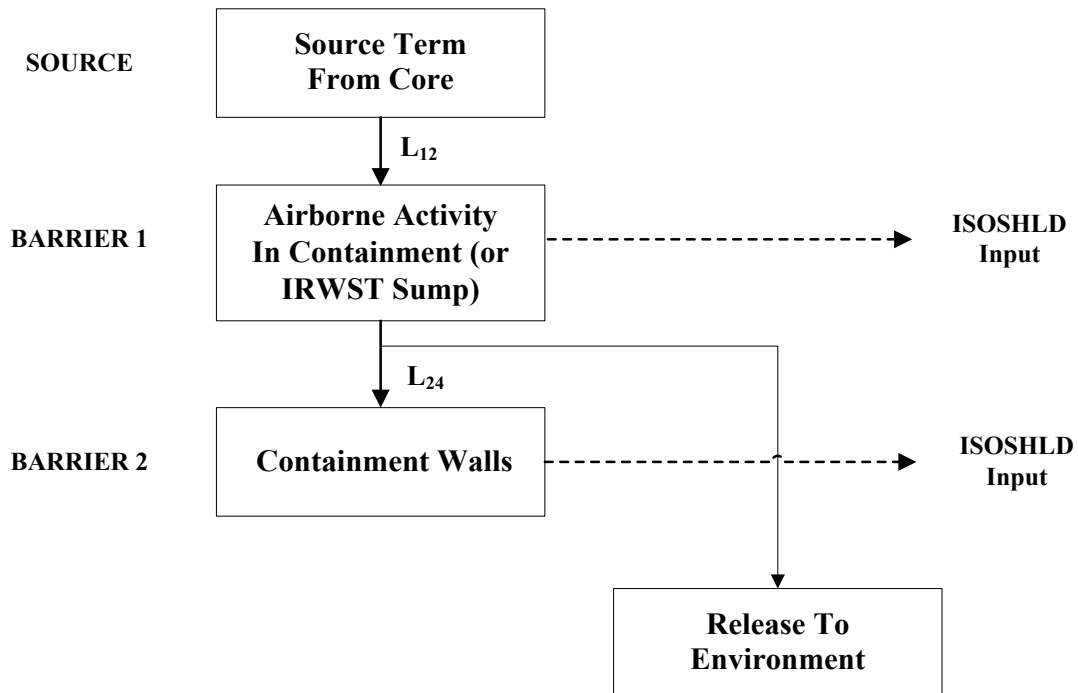 SOURCE
Source Term
From Core
L12
BARRIER 1
Airborne Activity
In Containment (or
IRWST Sump)
ISOSHLD
Input
L24
BARRIER 2
Containment Walls
ISOSHLD
Input
Release To
Environment